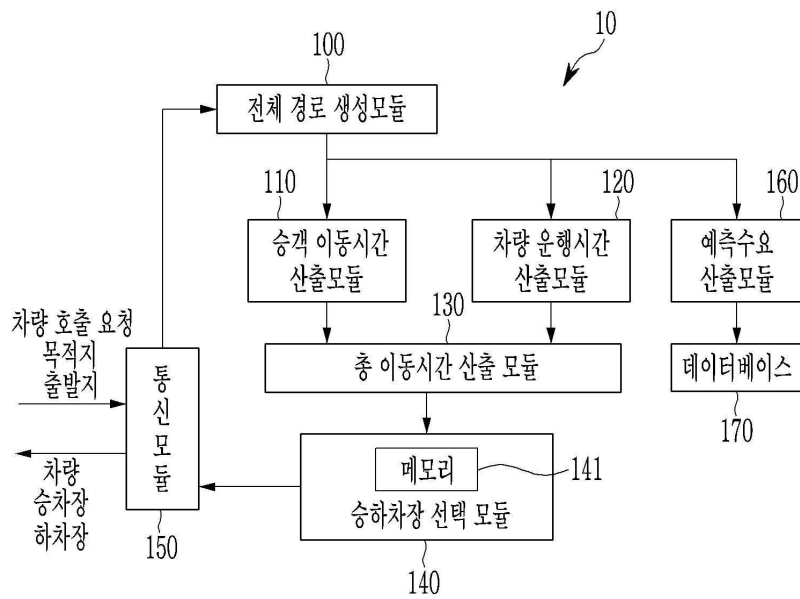 10
100
전체 경로 생성모듈
110
120
160
승객 이동시간
산출모듈
차량 운행시간
산출모듈
예측수요
산출모듈
130
차량 호출 요청
목적지
출발지
총 이동시간 산출 모듈
데이터베이스
170
통
신
모
듈
메모리
141
승하차장 선택 모듈
차량
승차장
하차장
150
140